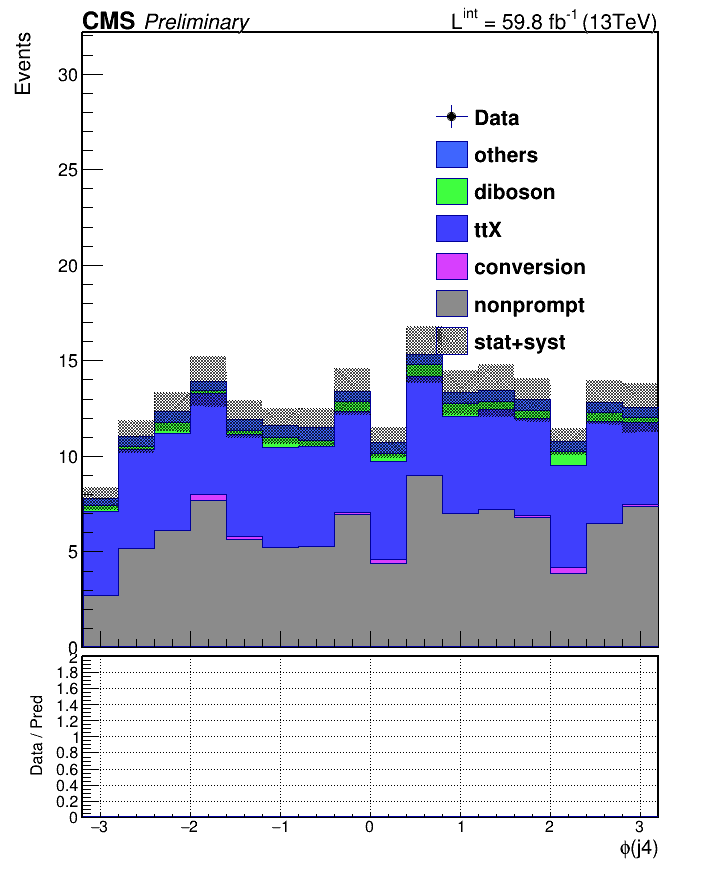 CMS Preliminary
L^int = 59.8 fb^-1 (13TeV)
Events
30
25
20
15
10
5
0
Data
others
diboson
ttX
conversion
nonprompt
stat+syst
Data / Pred
2
1.8
1.6
1.4
1.2
1
0.8
0.6
0.4
0.2
0
−3
−2
−1
0
1
2
3
ϕ(j4)